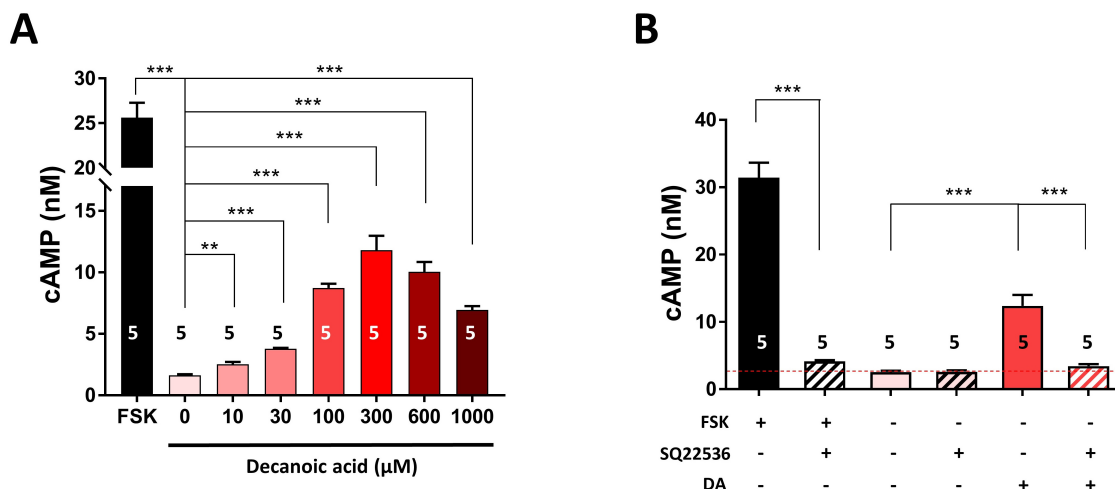 A
B
*** ***
***
***
***
***
**
cAMP (nM)
30
25
20
15
10
5
0
5 5 5 5 5 5 5 5
FSK 0 10 30 100 300 600 1000
Decanoic acid (µM)
***
*** ***
cAMP (nM)
40
30
20
10
0
5 5 5 5 5 5
FSK + + - - - -
SQ22536 - + - + - +
DA - - - - + +